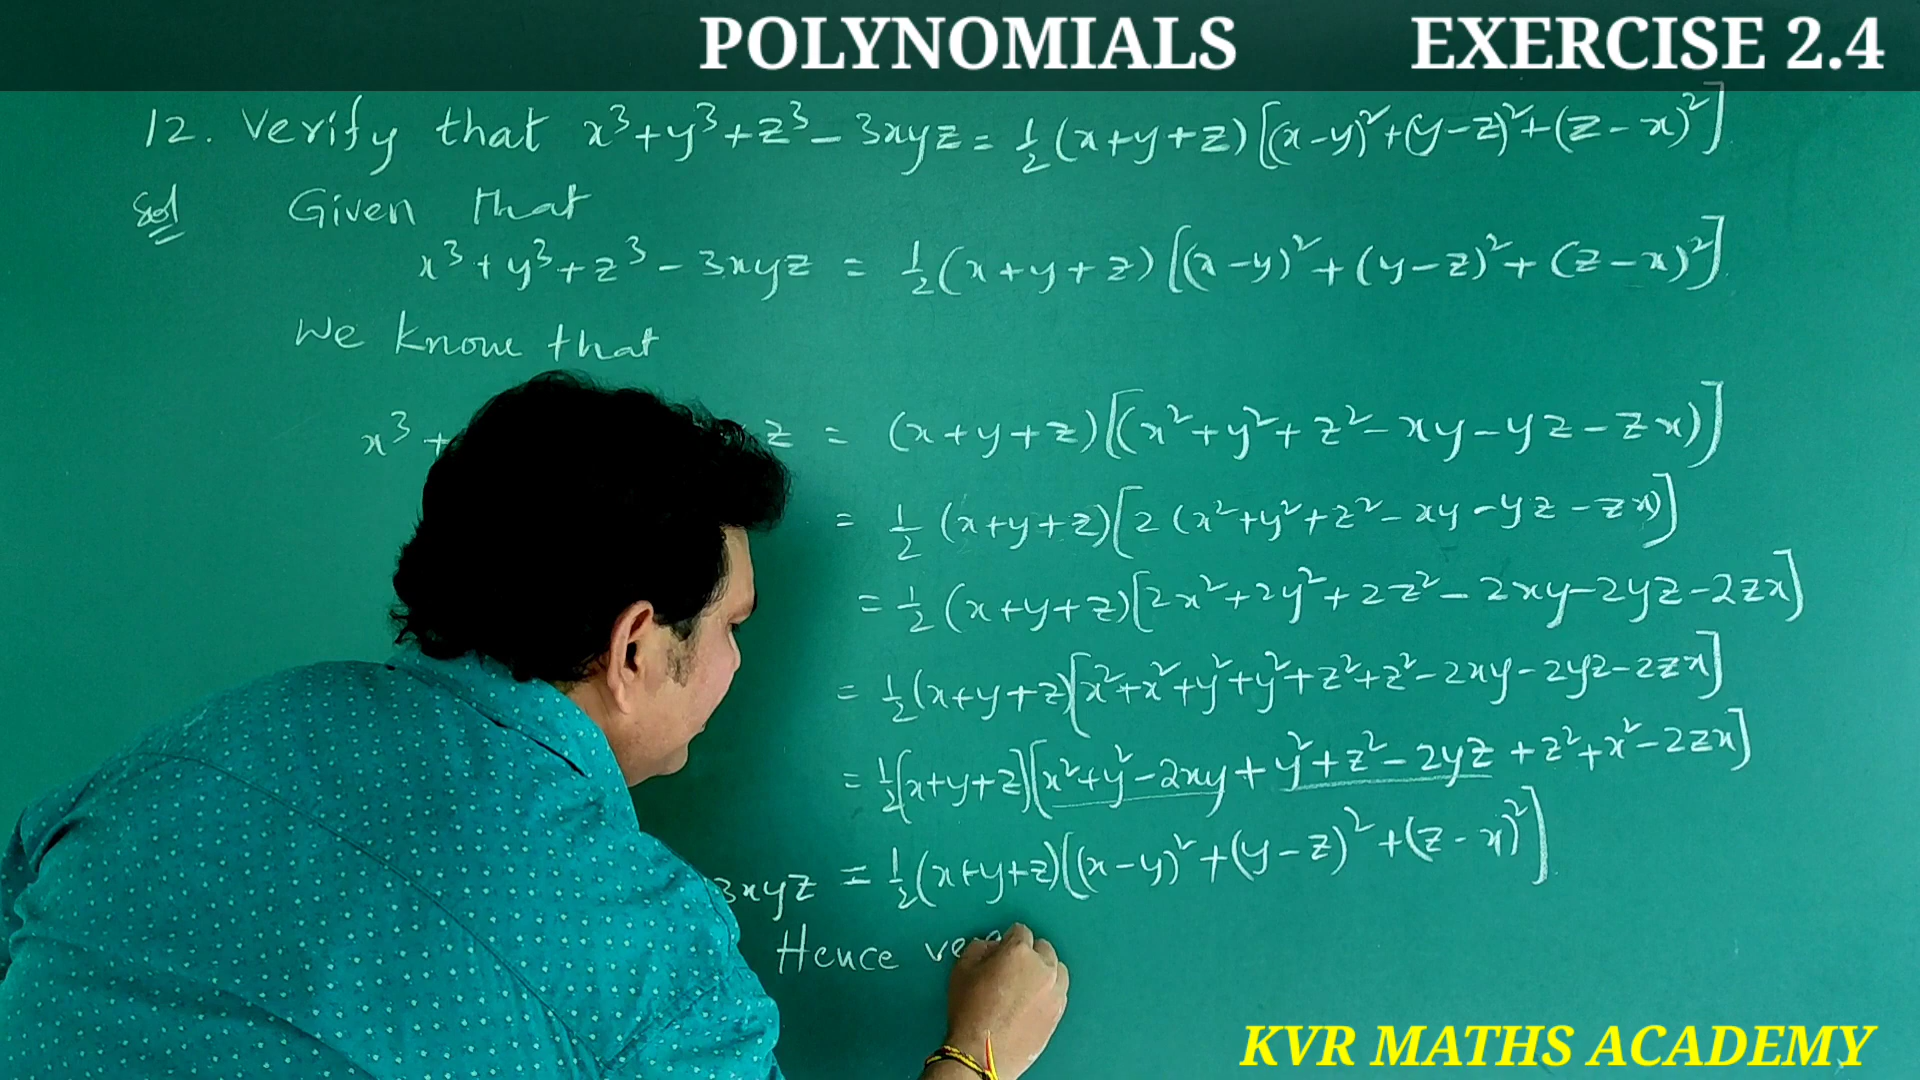 POLYNOMIALS EXERCISE 2.4
12. Verify that x³+y³+z³-3xyz = ½(x+y+z)[(x-y)²+(y-z)²+(z-x)²]
Sol Given that
x³+y³+z³-3xyz = ½(x+y+z)[(x-y)²+(y-z)²+(z-x)²]
We know that
x³+ z = (x+y+z)[(x²+y²+z²-xy-yz-zx)]
= ½(x+y+z)[2(x²+y²+z²-xy-yz-zx)]
= ½(x+y+z)[2x²+2y²+2z²-2xy-2yz-2zx]
= ½(x+y+z)[x²+x²+y²+y²+z²+z²-2xy-2yz-2zx]
= ½(x+y+z)[x²+y²-2xy+y²+z²-2yz+z²+x²-2zx]
3xyz = ½(x+y+z)[(x-y)²+(y-z)²+(z-x)²]
Hence
KVR MATHS ACADEMY